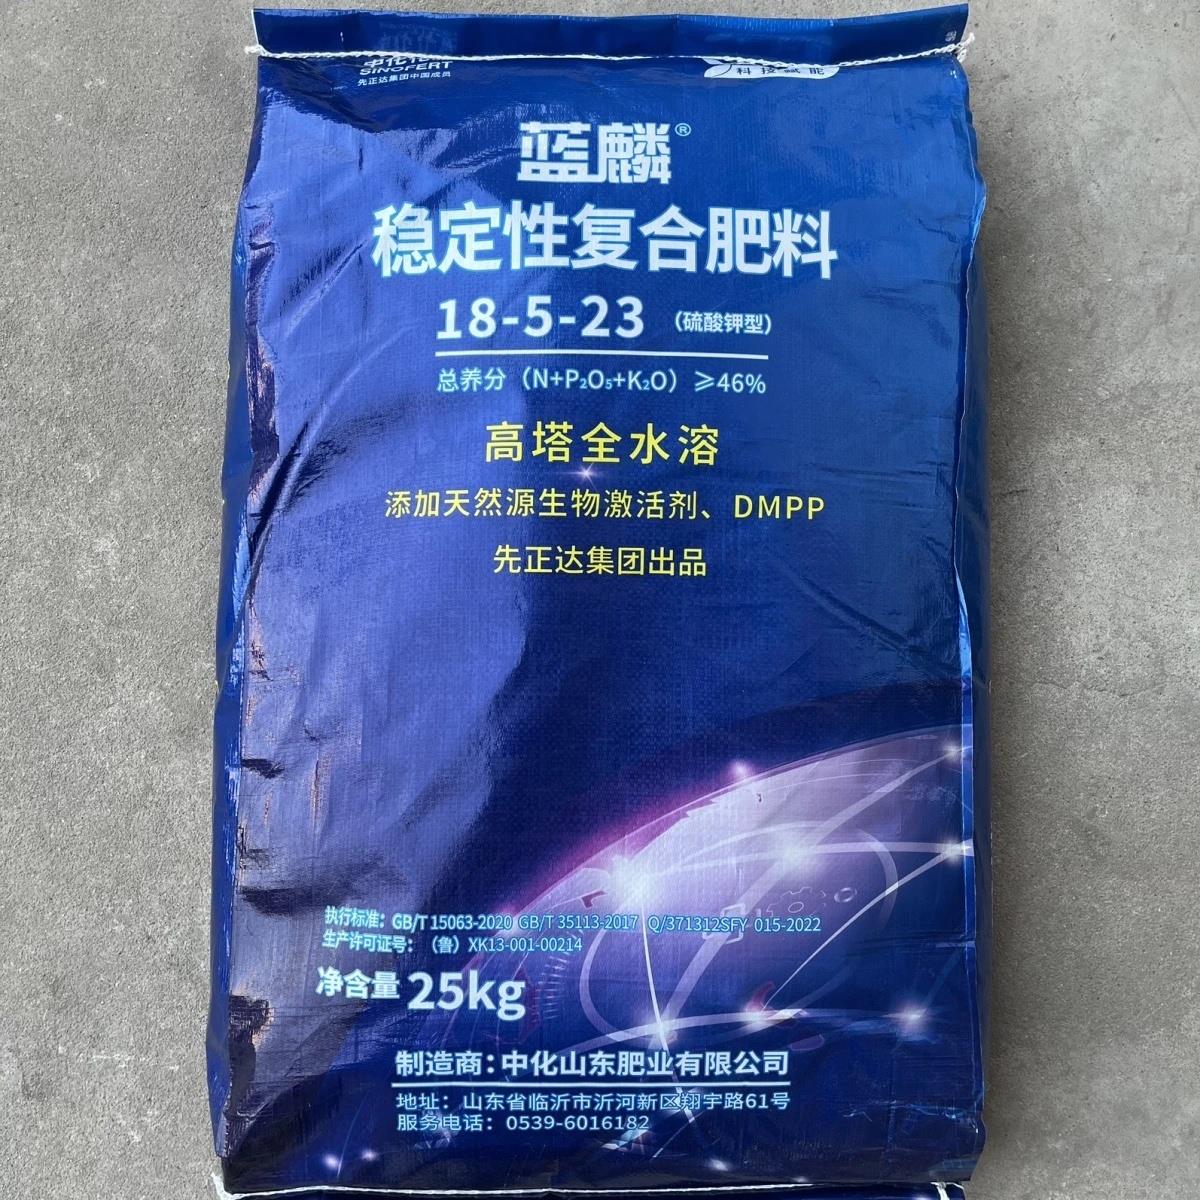 中化化肥
SINOFERT
先正达集团中国成员
科技赋能
蓝麟®
稳定性复合肥料
18-5-23 (硫酸钾型)
总养分（N+P₂O₅+K₂O）≥46%
高塔全水溶
添加天然源生物激活剂、DMPP
先正达集团出品
执行标准：GB/T 15063-2020 GB/T 35113-2017 Q/371312SFY 015-2022
生产许可证号：（鲁）XK13-001-00214
净含量 25kg
制造商：中化山东肥业有限公司
地址：山东省临沂市沂河新区翔宇路61号
服务电话：0539-6016182